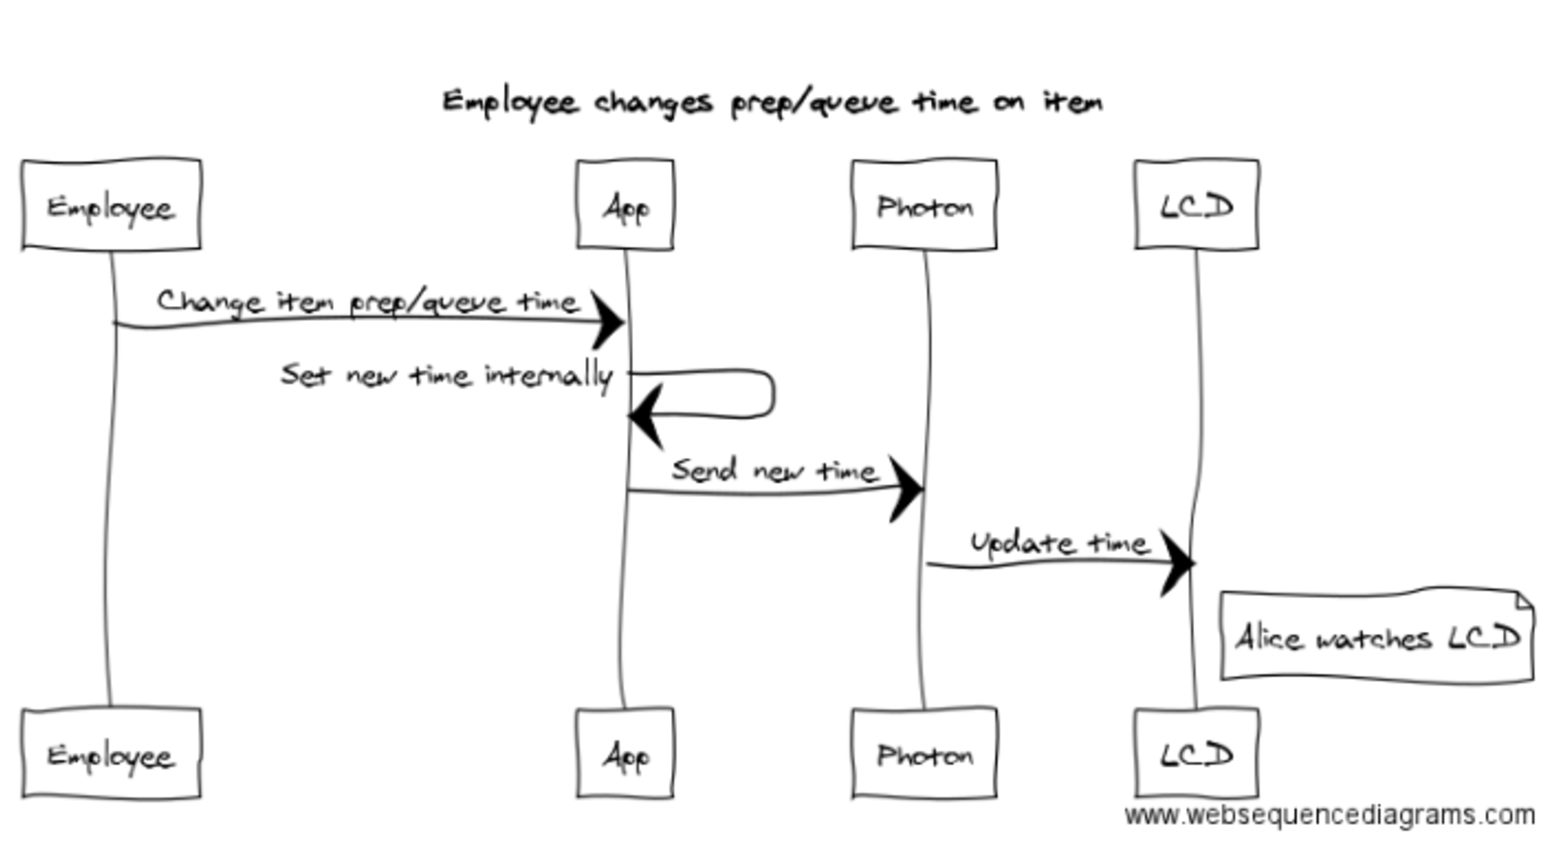 Employee changes prep/queue time on item
Employee
App
Photon
LCD
Change item prep/queue time
Set new time internally
Send new time
Update time
Alice watches LCD
Employee
App
Photon
LCD
www.websequencediagrams.com